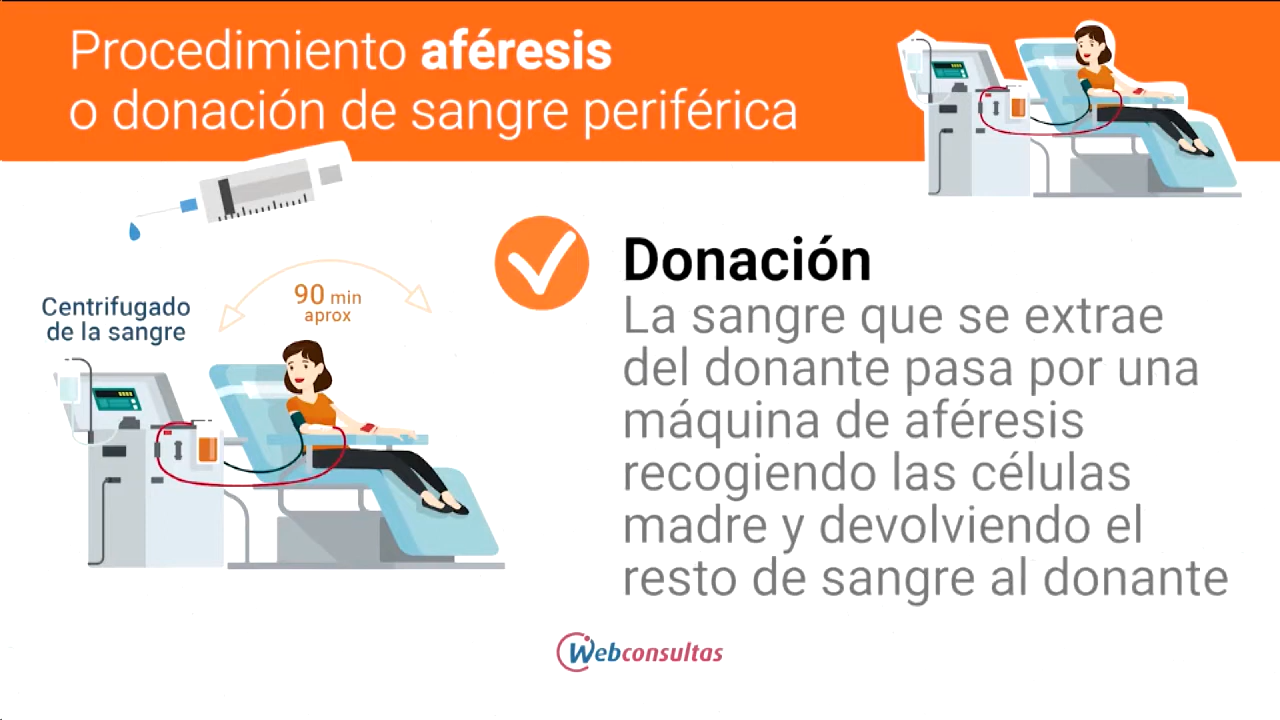 Procedimiento aféresis
o donación de sangre periférica
Centrifugado
de la sangre
90 min
aprox
Donación
La sangre que se extrae
del donante pasa por una
máquina de aféresis
recogiendo las células
madre y devolviendo el
resto de sangre al donante
Webconsultas